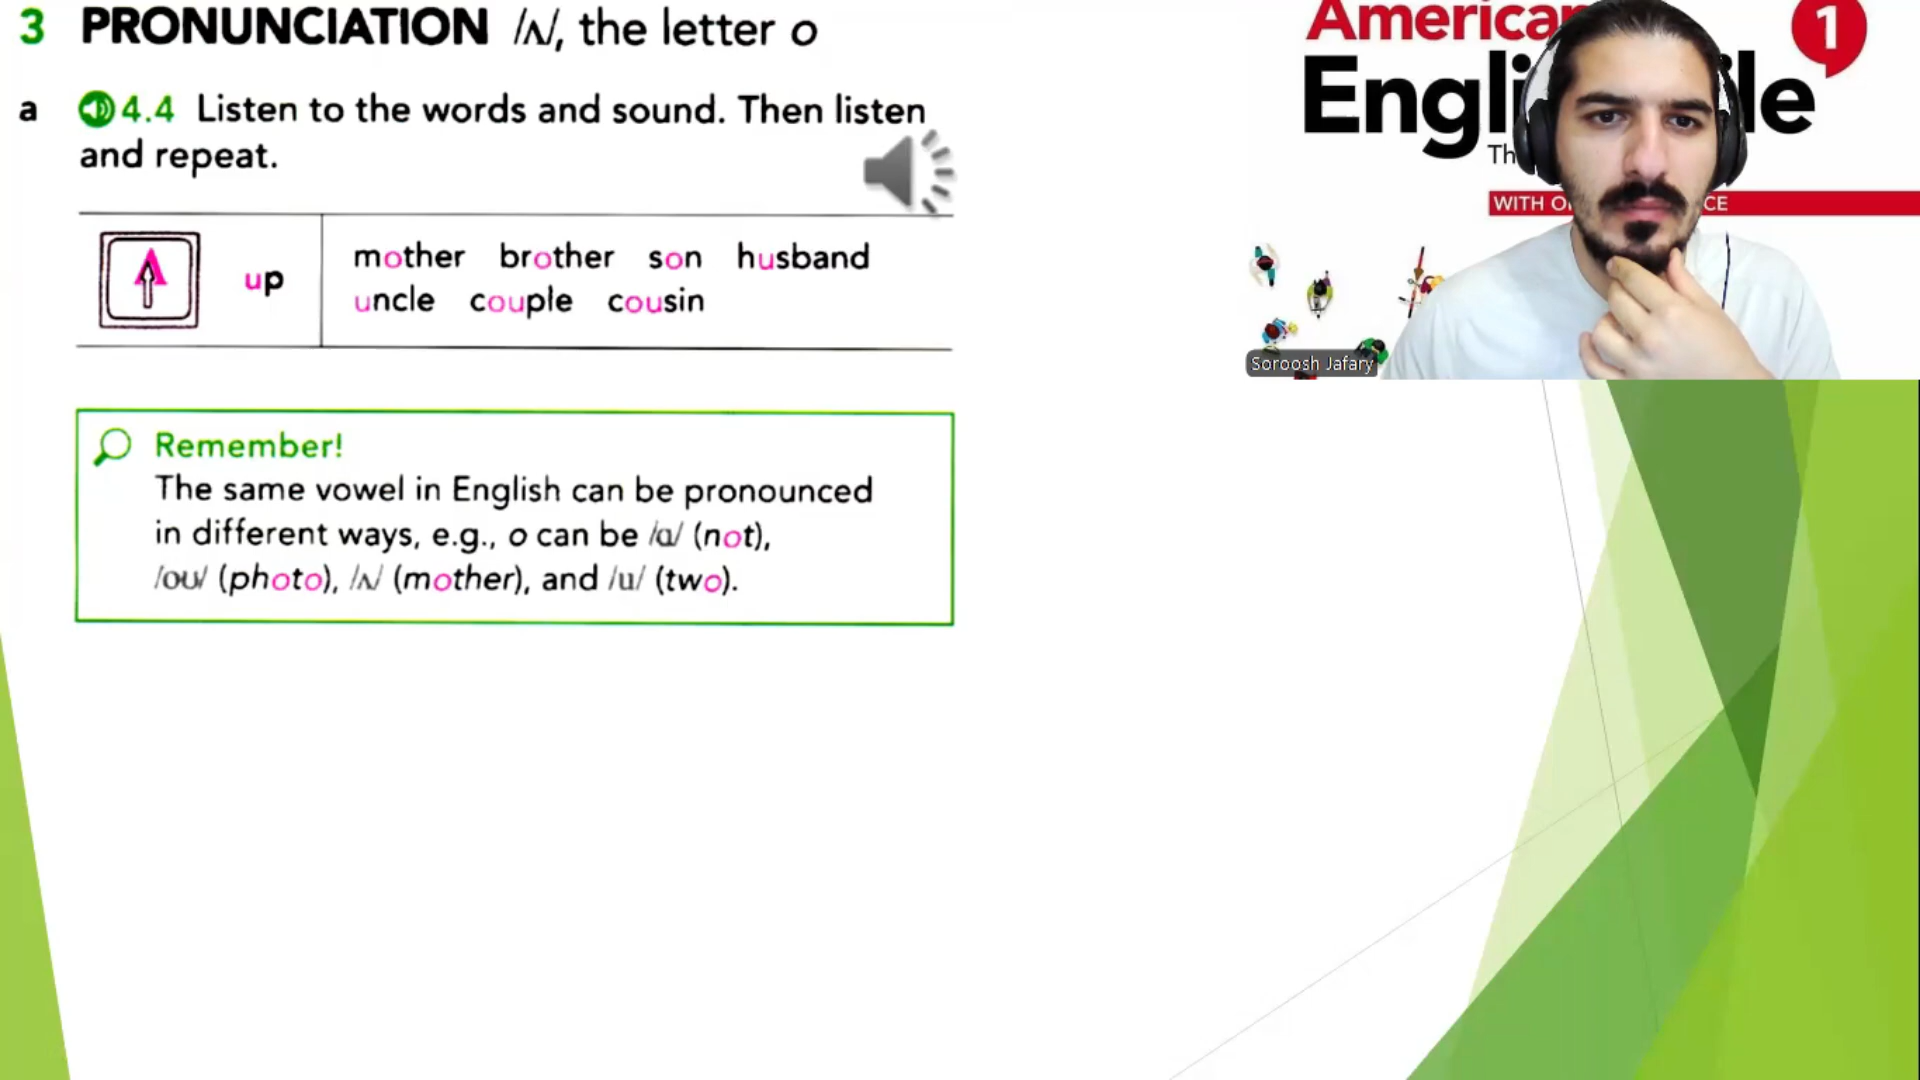 3 PRONUNCIATION /ʌ/, the letter o
a 4.4 Listen to the words and sound. Then listen
and repeat.
up
mother brother son husband
uncle couple cousin
Remember!
The same vowel in English can be pronounced
in different ways, e.g., o can be /ɑ/ (not),
/oʊ/ (photo), /ʌ/ (mother), and /u/ (two).
America
1
Engli le
Th
WITH O CE
Soroosh Jafary